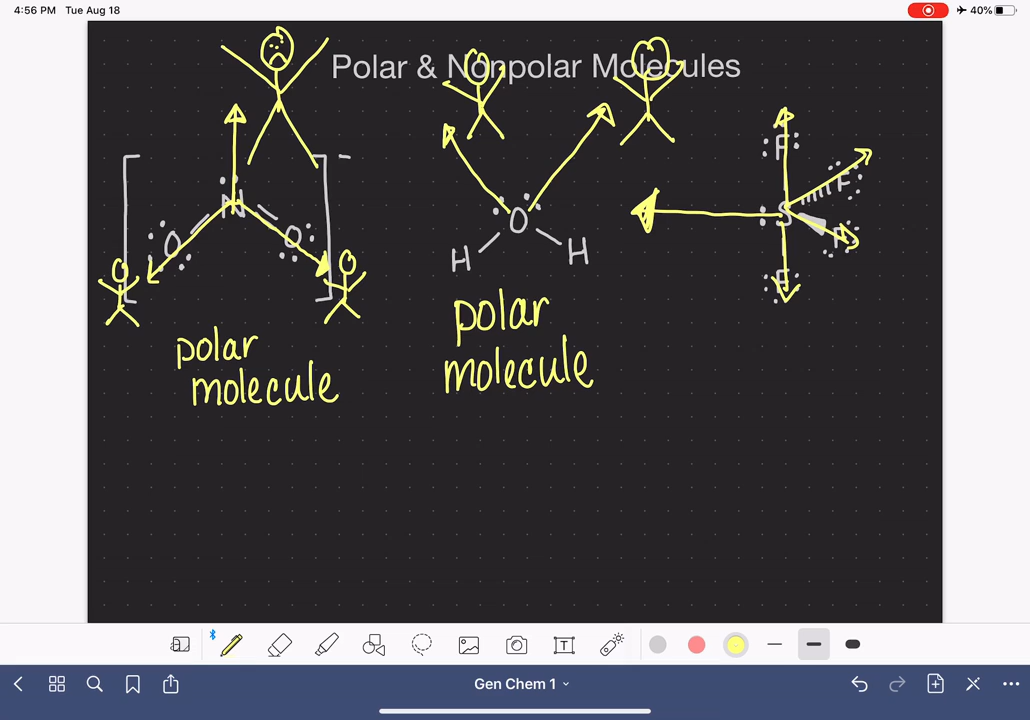 4:56 PM Tue Aug 18
40%
Polar & Nonpolar Molecules
N
O
O
O
H
H
F
F
S
F
F
polar
molecule
polar
molecule
T
Gen Chem 1